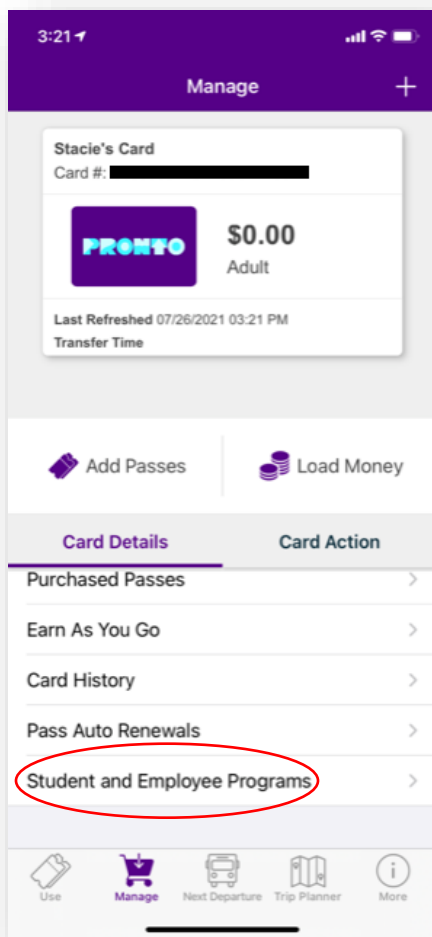 3:21
Manage
Stacie's Card
Card #:
PRONTO
$0.00
Adult
Last Refreshed 07/26/2021 03:21 PM
Transfer Time
Add Passes
Load Money
Card Details
Card Action
Purchased Passes
Earn As You Go
Card History
Pass Auto Renewals
Student and Employee Programs
Use
Manage
Next Departure
Trip Planner
More